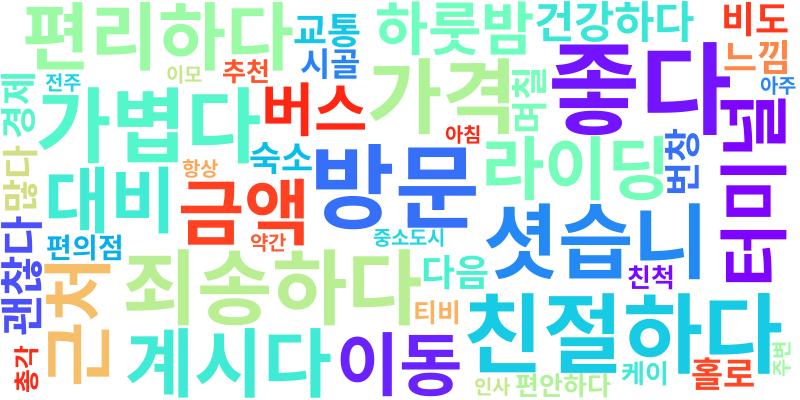 편리하다
교통
하룻밤
건강하다
비도
시골
느낌
전주
이모
추천
좋다
아주
경제
가볍다
버스
가격
며칠
터미널
많다
대비
항상
숙소
아침
라이딩
번창
금액
방문
괜찮다
편의점
약간
중소도시
셧습니
근처
죄송하다
다음
친척
총각
계시다
이동
티비
친절하다
케이
홀로
주변
인사
편안하다